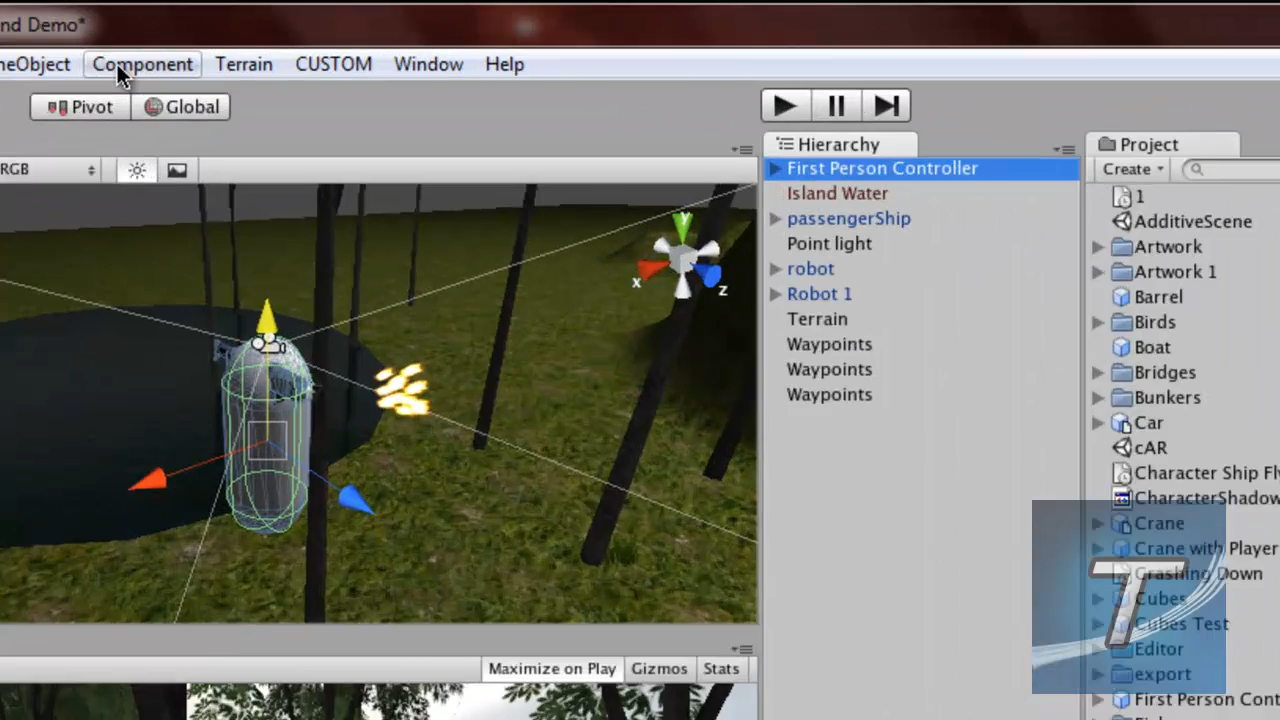 nd Demo*
neObject Component Terrain CUSTOM Window Help
Pivot Global
Hierarchy
Project
RGB
Create
First Person Controller
Island Water
passengerShip
Point light
robot
Robot 1
Terrain
Waypoints
Waypoints
Waypoints
1
AdditiveScene
Artwork
Artwork 1
Barrel
Birds
Boat
Bridges
Bunkers
Car
cAR
Character Ship Fly
CharacterShadow
Crane
Crane with Player
Crashing Down
Cubes
Cubes Test
Editor
export
First Person Cont
y
x
z
Maximize on Play Gizmos Stats
T